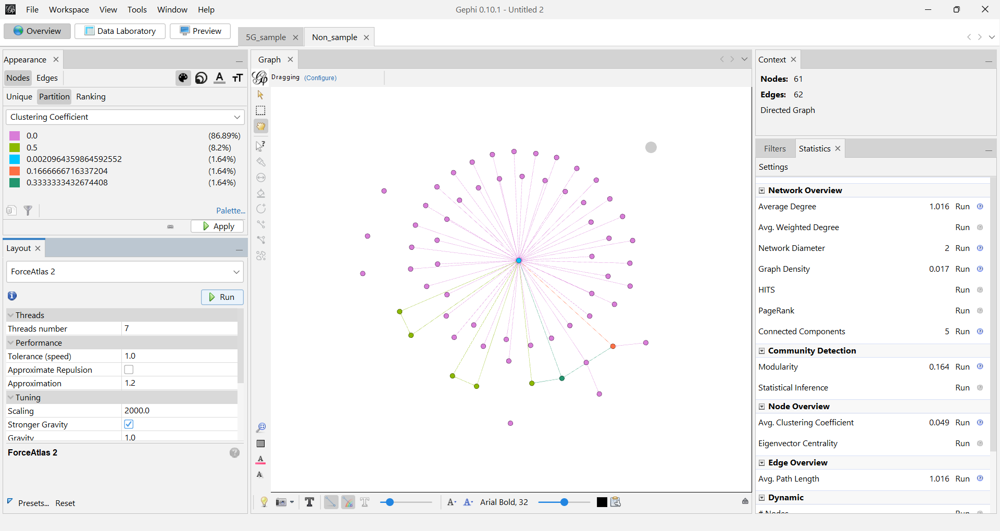 File Workspace View Tools Window Help
Gephi 0.10.1 - Untitled 2
Overview Data Laboratory Preview
5G_sample Non_sample
Appearance
Nodes Edges
Unique Partition Ranking
Clustering Coefficient
0.0 (86.89%)
0.5 (8.2%)
0.0020964359864592552 (1.64%)
0.1666666716337204 (1.64%)
0.3333333432674408 (1.64%)
Palette...
Apply
Layout
ForceAtlas 2
Run
Threads
Threads number 7
Performance
Tolerance (speed) 1.0
Approximate Repulsion
Approximation 1.2
Tuning
Scaling 2000.0
Stronger Gravity
Gravity 1.0
ForceAtlas 2
Presets... Reset
Graph
Dragging (Configure)
Arial Bold, 32
Context
Nodes: 61
Edges: 62
Directed Graph
Filters Statistics
Settings
Network Overview
Average Degree 1.016 Run
Avg. Weighted Degree Run
Network Diameter 2 Run
Graph Density 0.017 Run
HITS Run
PageRank Run
Connected Components 5 Run
Community Detection
Modularity 0.164 Run
Statistical Inference Run
Node Overview
Avg. Clustering Coefficient 0.049 Run
Eigenvector Centrality Run
Edge Overview
Avg. Path Length 1.016 Run
Dynamic
# Nodes Run